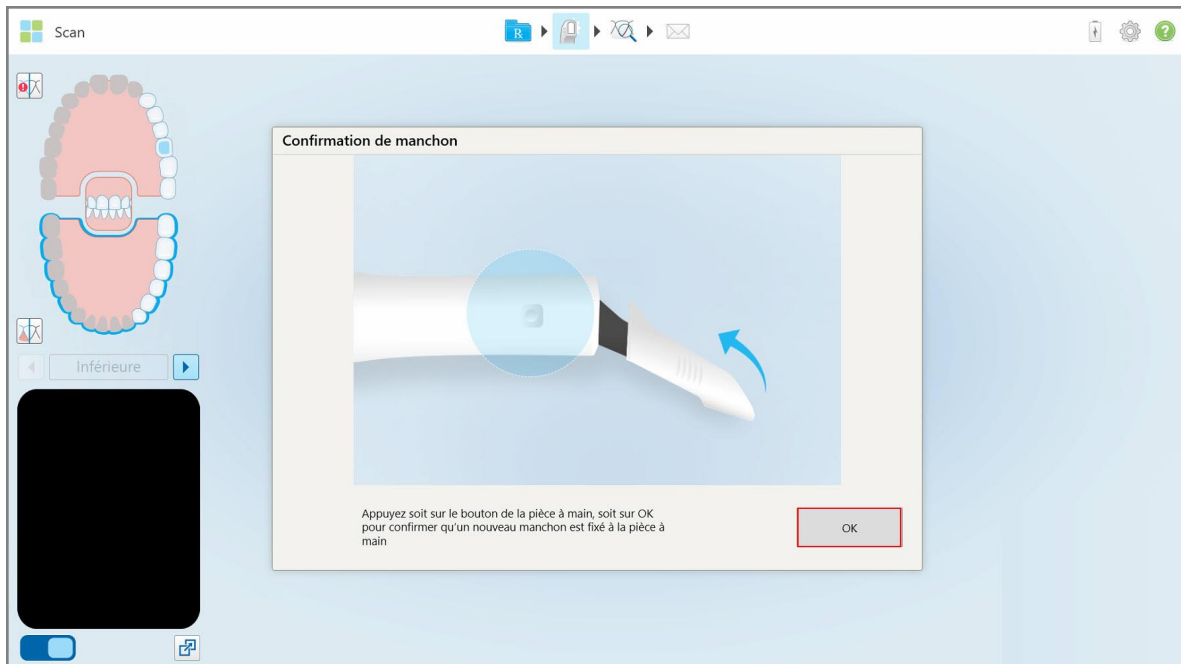 Scan
R
?
Confirmation de manchon
Inférieure
Appuyez soit sur le bouton de la pièce à main, soit sur OK
pour confirmer qu'un nouveau manchon est fixé à la pièce à
main
OK